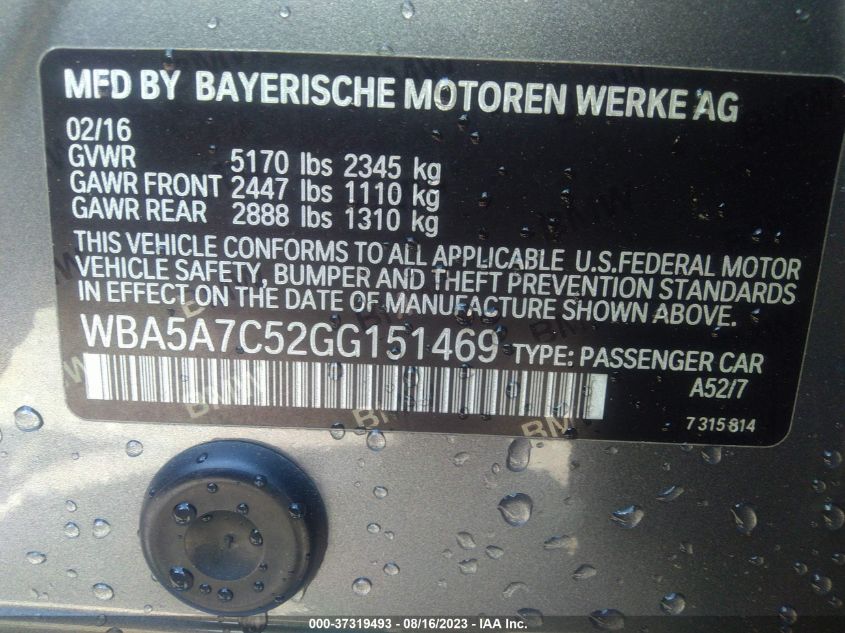 MFD BY BAYERISCHE MOTOREN WERKE AG
02/16
GVWR 5170 lbs 2345 kg
GAWR FRONT 2447 lbs 1110 kg
GAWR REAR 2888 lbs 1310 kg
THIS VEHICLE CONFORMS TO ALL APPLICABLE U.S.FEDERAL MOTOR
VEHICLE SAFETY, BUMPER AND THEFT PREVENTION STANDARDS
IN EFFECT ON THE DATE OF MANUFACTURE SHOWN ABOVE.
WBA5A7C52GG151469 TYPE: PASSENGER CAR
A52/7
7 315 814
000-37319493 - 08/16/2023 - IAA Inc.